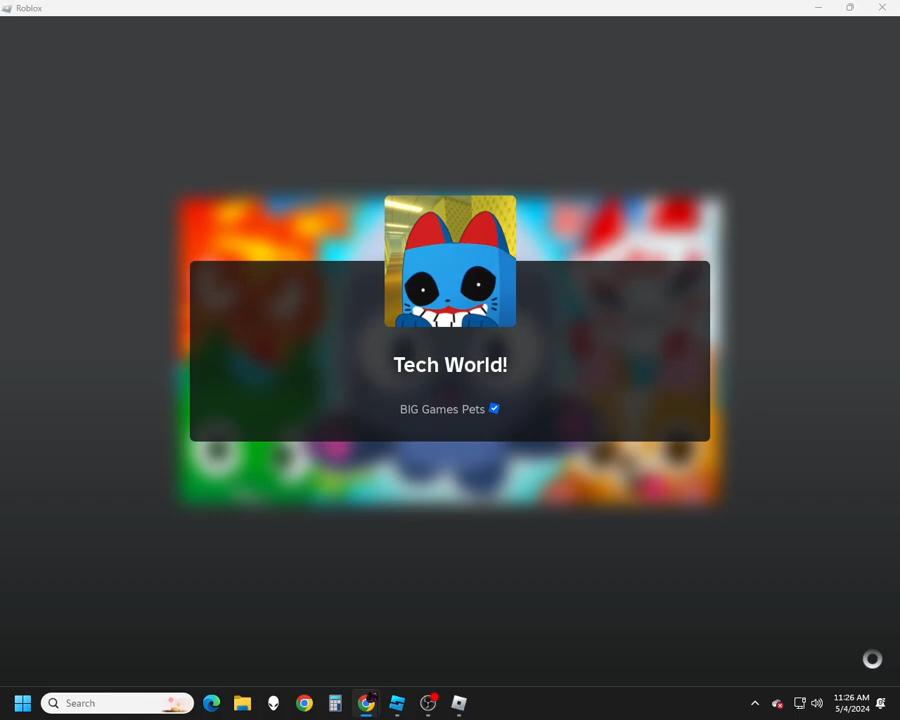 Roblox
Tech World!
BIG Games Pets
Search
11:26 AM
5/4/2024